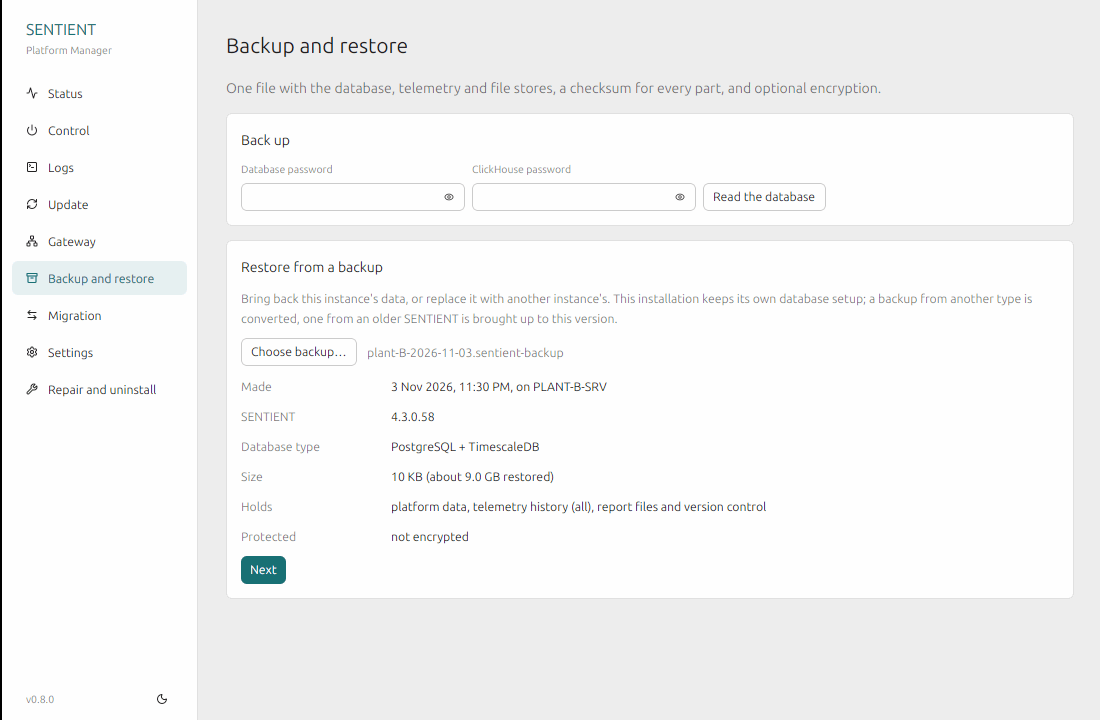 SENTIENT
Platform Manager
Status
Control
Logs
Update
Gateway
Backup and restore
Migration
Settings
Repair and uninstall
v0.8.0
Backup and restore
One file with the database, telemetry and file stores, a checksum for every part, and optional encryption.
Back up
Database password
ClickHouse password
Read the database
Restore from a backup
Bring back this instance's data, or replace it with another instance's. This installation keeps its own database setup; a backup from another type is
converted, one from an older SENTIENT is brought up to this version.
Choose backup... plant-B-2026-11-03.sentient-backup
Made 3 Nov 2026, 11:30 PM, on PLANT-B-SRV
SENTIENT 4.3.0.58
Database type PostgreSQL + TimescaleDB
Size 10 KB (about 9.0 GB restored)
Holds platform data, telemetry history (all), report files and version control
Protected not encrypted
Next